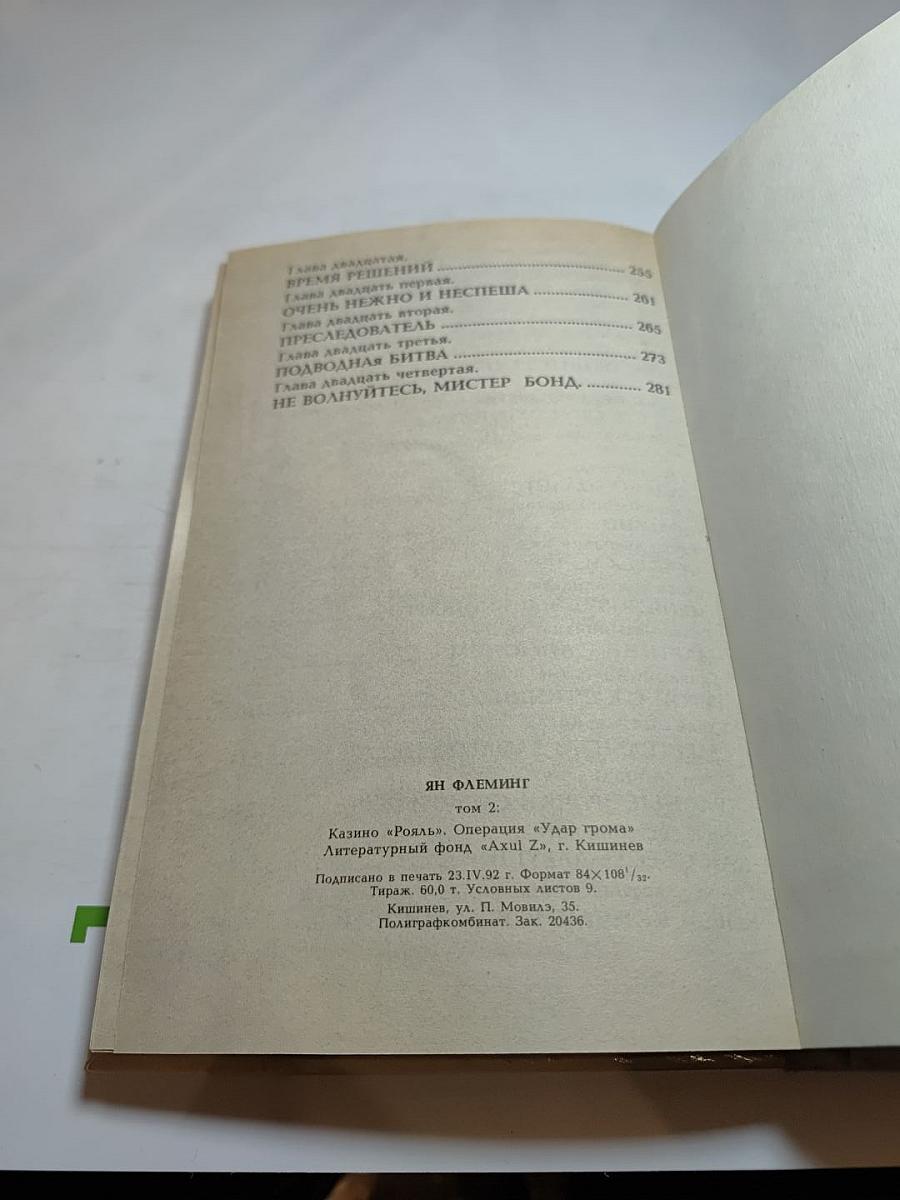 Глава двадцатая.
ВРЕМЯ РЕШЕНИЙ ........................................ 255
Глава двадцать первая.
ОЧЕНЬ НЕЖНО И НЕСПЕША .................... 261
Глава двадцать вторая.
ПРЕСЛЕДОВАТЕЛЬ ........................................ 265
Глава двадцать третья.
ПОДВОДНАЯ БИТВА ........................................ 273
Глава двадцать четвертая.
НЕ ВОЛНУЙТЕСЬ, МИСТЕР БОНД. ............ 281
ЯН ФЛЕМИНГ
том 2:
Казино «Рояль». Операция «Удар грома»
Литературный фонд «Axul Z», г. Кишинев
Подписано в печать 23.IV.92 г. Формат 84×108¹/₃₂.
Тираж. 60,0 т. Условных листов 9.
Кишинев, ул. П. Мовилэ, 35.
Полиграфкомбинат. Зак. 20436.